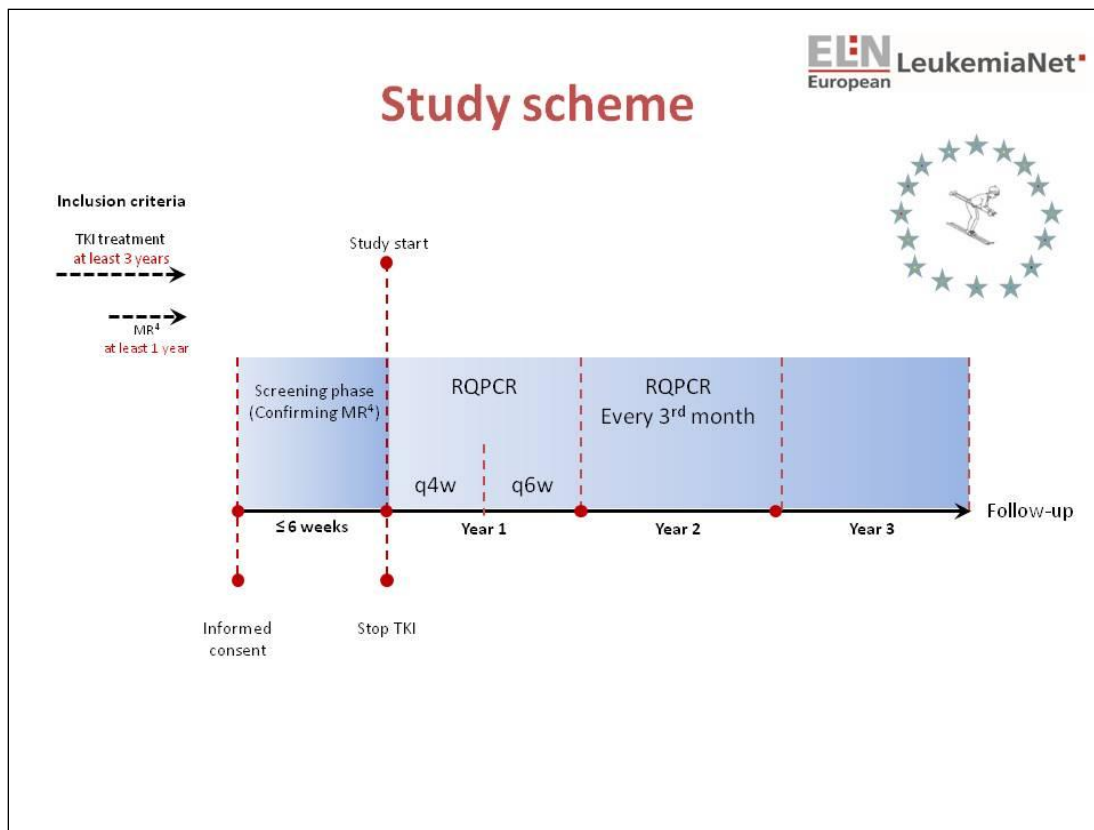 ELN LeukemiaNet
European
Study scheme
Inclusion criteria
TKI treatment
at least 3 years
MR⁴
at least 1 year
Study start
Screening phase
(Confirming MR⁴)
RQPCR
q4w
q6w
RQPCR
Every 3rd month
≤ 6 weeks
Year 1
Year 2
Year 3
Follow-up
Informed
consent
Stop TKI